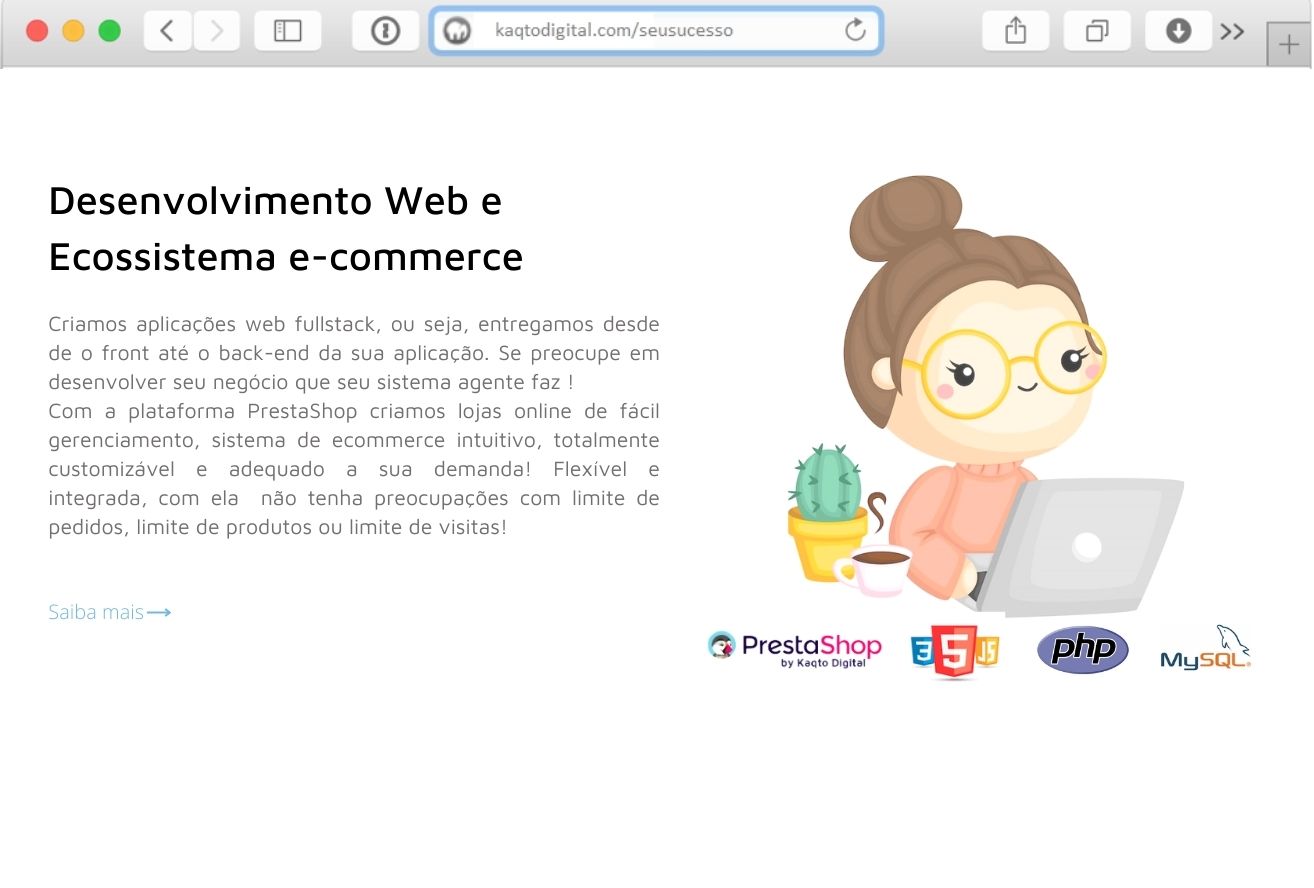 kaqtodigital.com/seusucesso
Desenvolvimento Web e
Ecossistema e-commerce
Criamos aplicações web fullstack, ou seja, entregamos desde
de o front até o back-end da sua aplicação. Se preocupe em
desenvolver seu negócio que seu sistema agente faz !
Com a plataforma PrestaShop criamos lojas online de fácil
gerenciamento, sistema de ecommerce intuitivo, totalmente
customizável e adequado a sua demanda! Flexível e
integrada, com ela não tenha preocupações com limite de
pedidos, limite de produtos ou limite de visitas!
Saiba mais
PrestaShop
by Kaqto Digital
3 5 JS
php
MySQL®